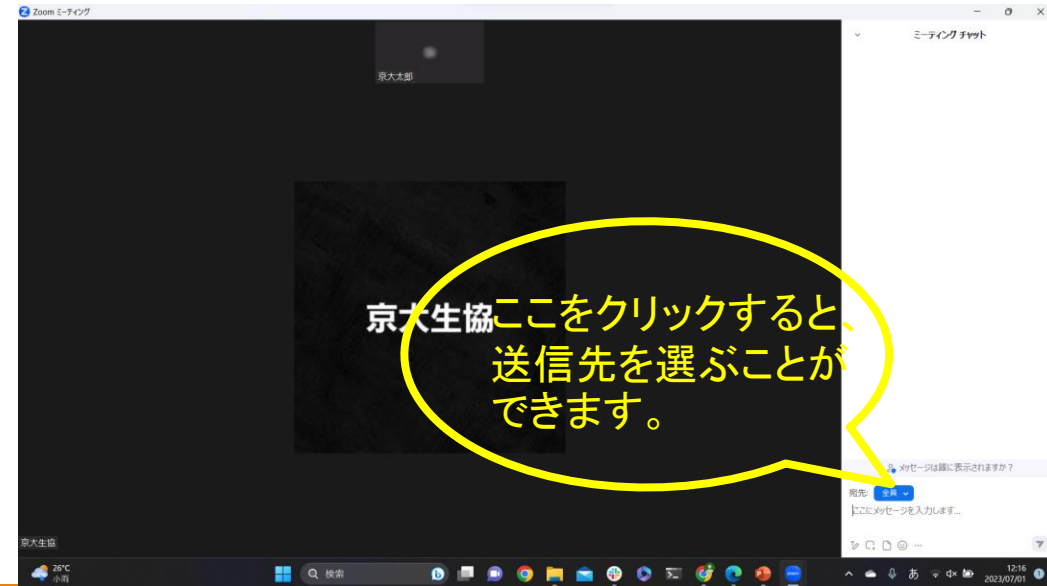 Zoom ミーティング
ミーティング チャット
京大太郎
京大生協
ここをクリックすると、
送信先を選ぶことが
できます。
メッセージは誰に表示されますか？
宛先: 全員
ここにメッセージを入力します...
京大生協
26°C
小雨
検索
あ
12:16
2023/07/01